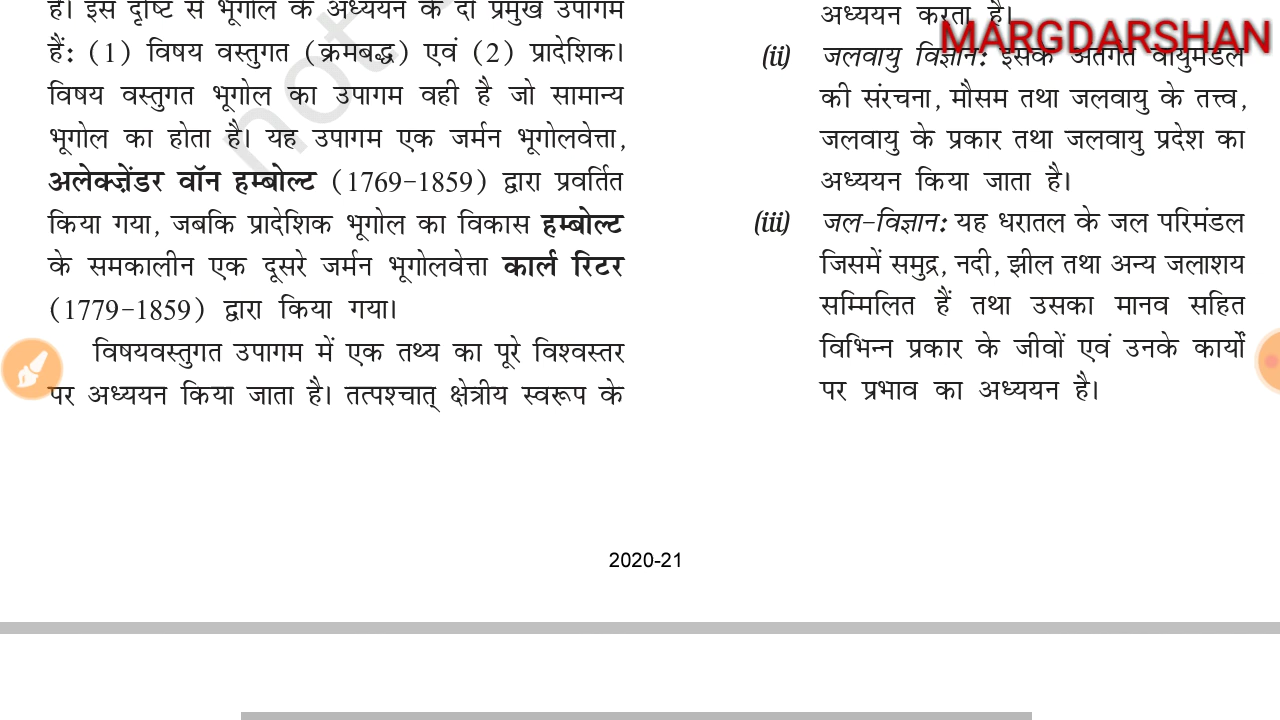 है। इस दृष्टि से भूगोल के अध्ययन के दो प्रमुख उपागम
हैं: (1) विषय वस्तुगत (क्रमबद्ध) एवं (2) प्रादेशिक।
विषय वस्तुगत भूगोल का उपागम वही है जो सामान्य
भूगोल का होता है। यह उपागम एक जर्मन भूगोलवेत्ता,
अलेक्ज़ेंडर वॉन हम्बोल्ट (1769-1859) द्वारा प्रवर्तित
किया गया, जबकि प्रादेशिक भूगोल का विकास हम्बोल्ट
के समकालीन एक दूसरे जर्मन भूगोलवेत्ता कार्ल रिटर
(1779-1859) द्वारा किया गया।
विषयवस्तुगत उपागम में एक तथ्य का पूरे विश्वस्तर
पर अध्ययन किया जाता है। तत्पश्चात् क्षेत्रीय स्वरूप के
not
अध्ययन करता है।
MARGDARSHAN
(ii) जलवायु विज्ञान: इसके अंतर्गत वायुमंडल
की संरचना, मौसम तथा जलवायु के तत्त्व,
जलवायु के प्रकार तथा जलवायु प्रदेश का
अध्ययन किया जाता है।
(iii) जल-विज्ञान: यह धरातल के जल परिमंडल
जिसमें समुद्र, नदी, झील तथा अन्य जलाशय
सम्मिलित हैं तथा उसका मानव सहित
विभिन्न प्रकार के जीवों एवं उनके कार्यों
पर प्रभाव का अध्ययन है।
2020-21